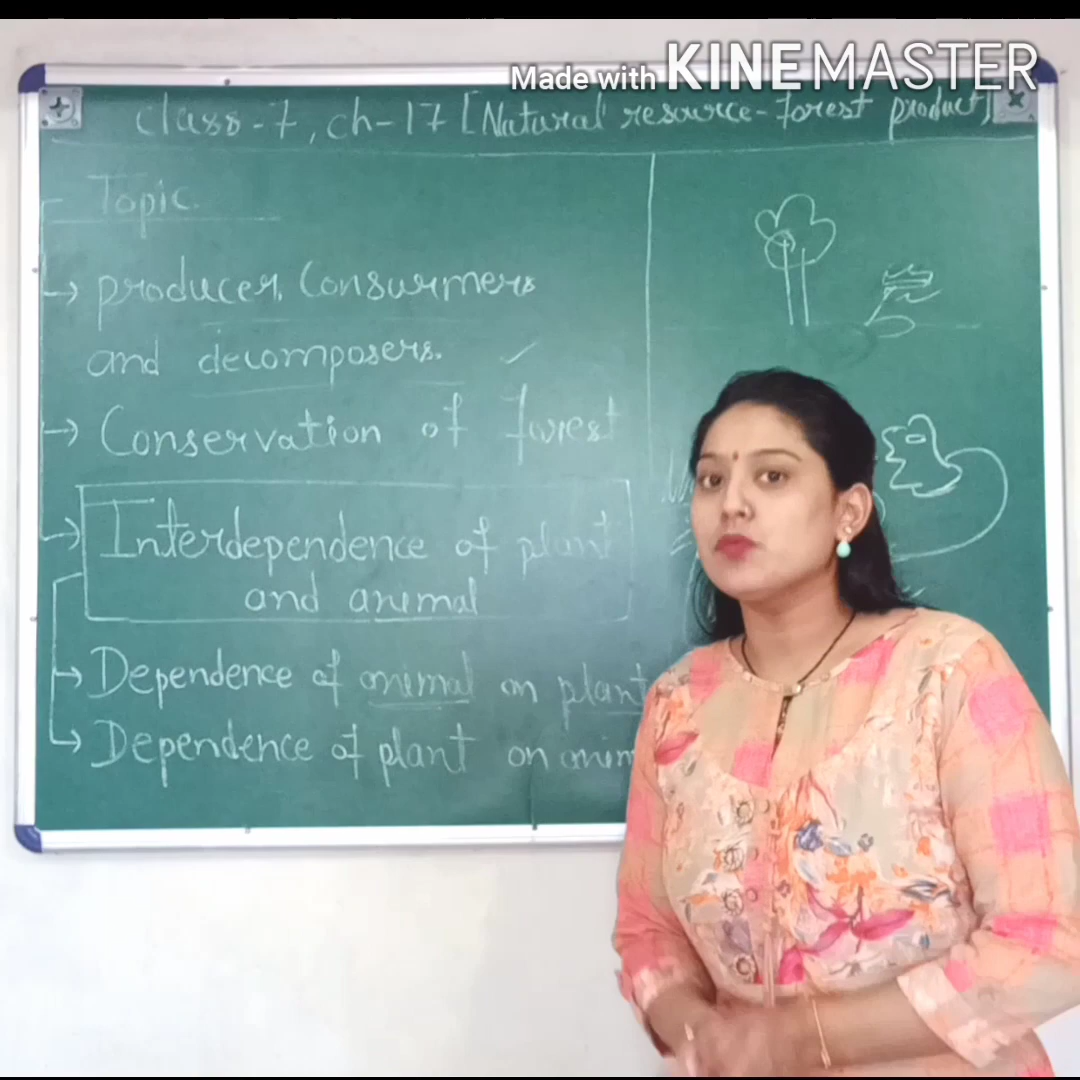 Made with KINEMASTER
class-7, ch-17 [Natural resource-forest product]
Topic.
→ producer, Consurmers
and decomposers. ✓
→ Conservation of forest
→ Interdependence of plant
and animal
→ Dependence of animal on plant
→ Dependence of plant on anim